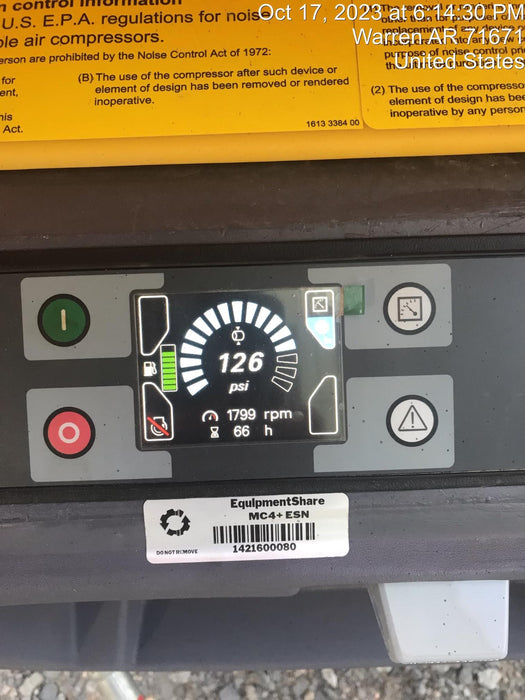 n control information
U.S. E.P.A. regulations for noise
ble air compressors.
erson are prohibited by the Noise Control Act of 1972:
for
ent,
his
Act.
(B) The use of the compressor after such device or
element of design has been removed or rendered
inoperative.
1613 3384 00
Oct 17, 2023 at 6:14:30 PM
Warren AR 71671
United States
purpose of noise control
(2) The use of the compresso
element of design has bee
inoperative by any person
126
psi
1799 rpm
66 h
EquipmentShare
MC4+ ESN
DO NOT REMOVE
1421600080